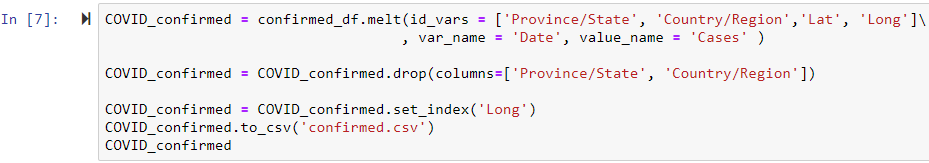 In [7]:
COVID_confirmed = confirmed_df.melt(id_vars = ['Province/State', 'Country/Region','Lat', 'Long']\
, var_name = 'Date', value_name = 'Cases' )
COVID_confirmed = COVID_confirmed.drop(columns=['Province/State', 'Country/Region'])
COVID_confirmed = COVID_confirmed.set_index('Long')
COVID_confirmed.to_csv('confirmed.csv')
COVID_confirmed